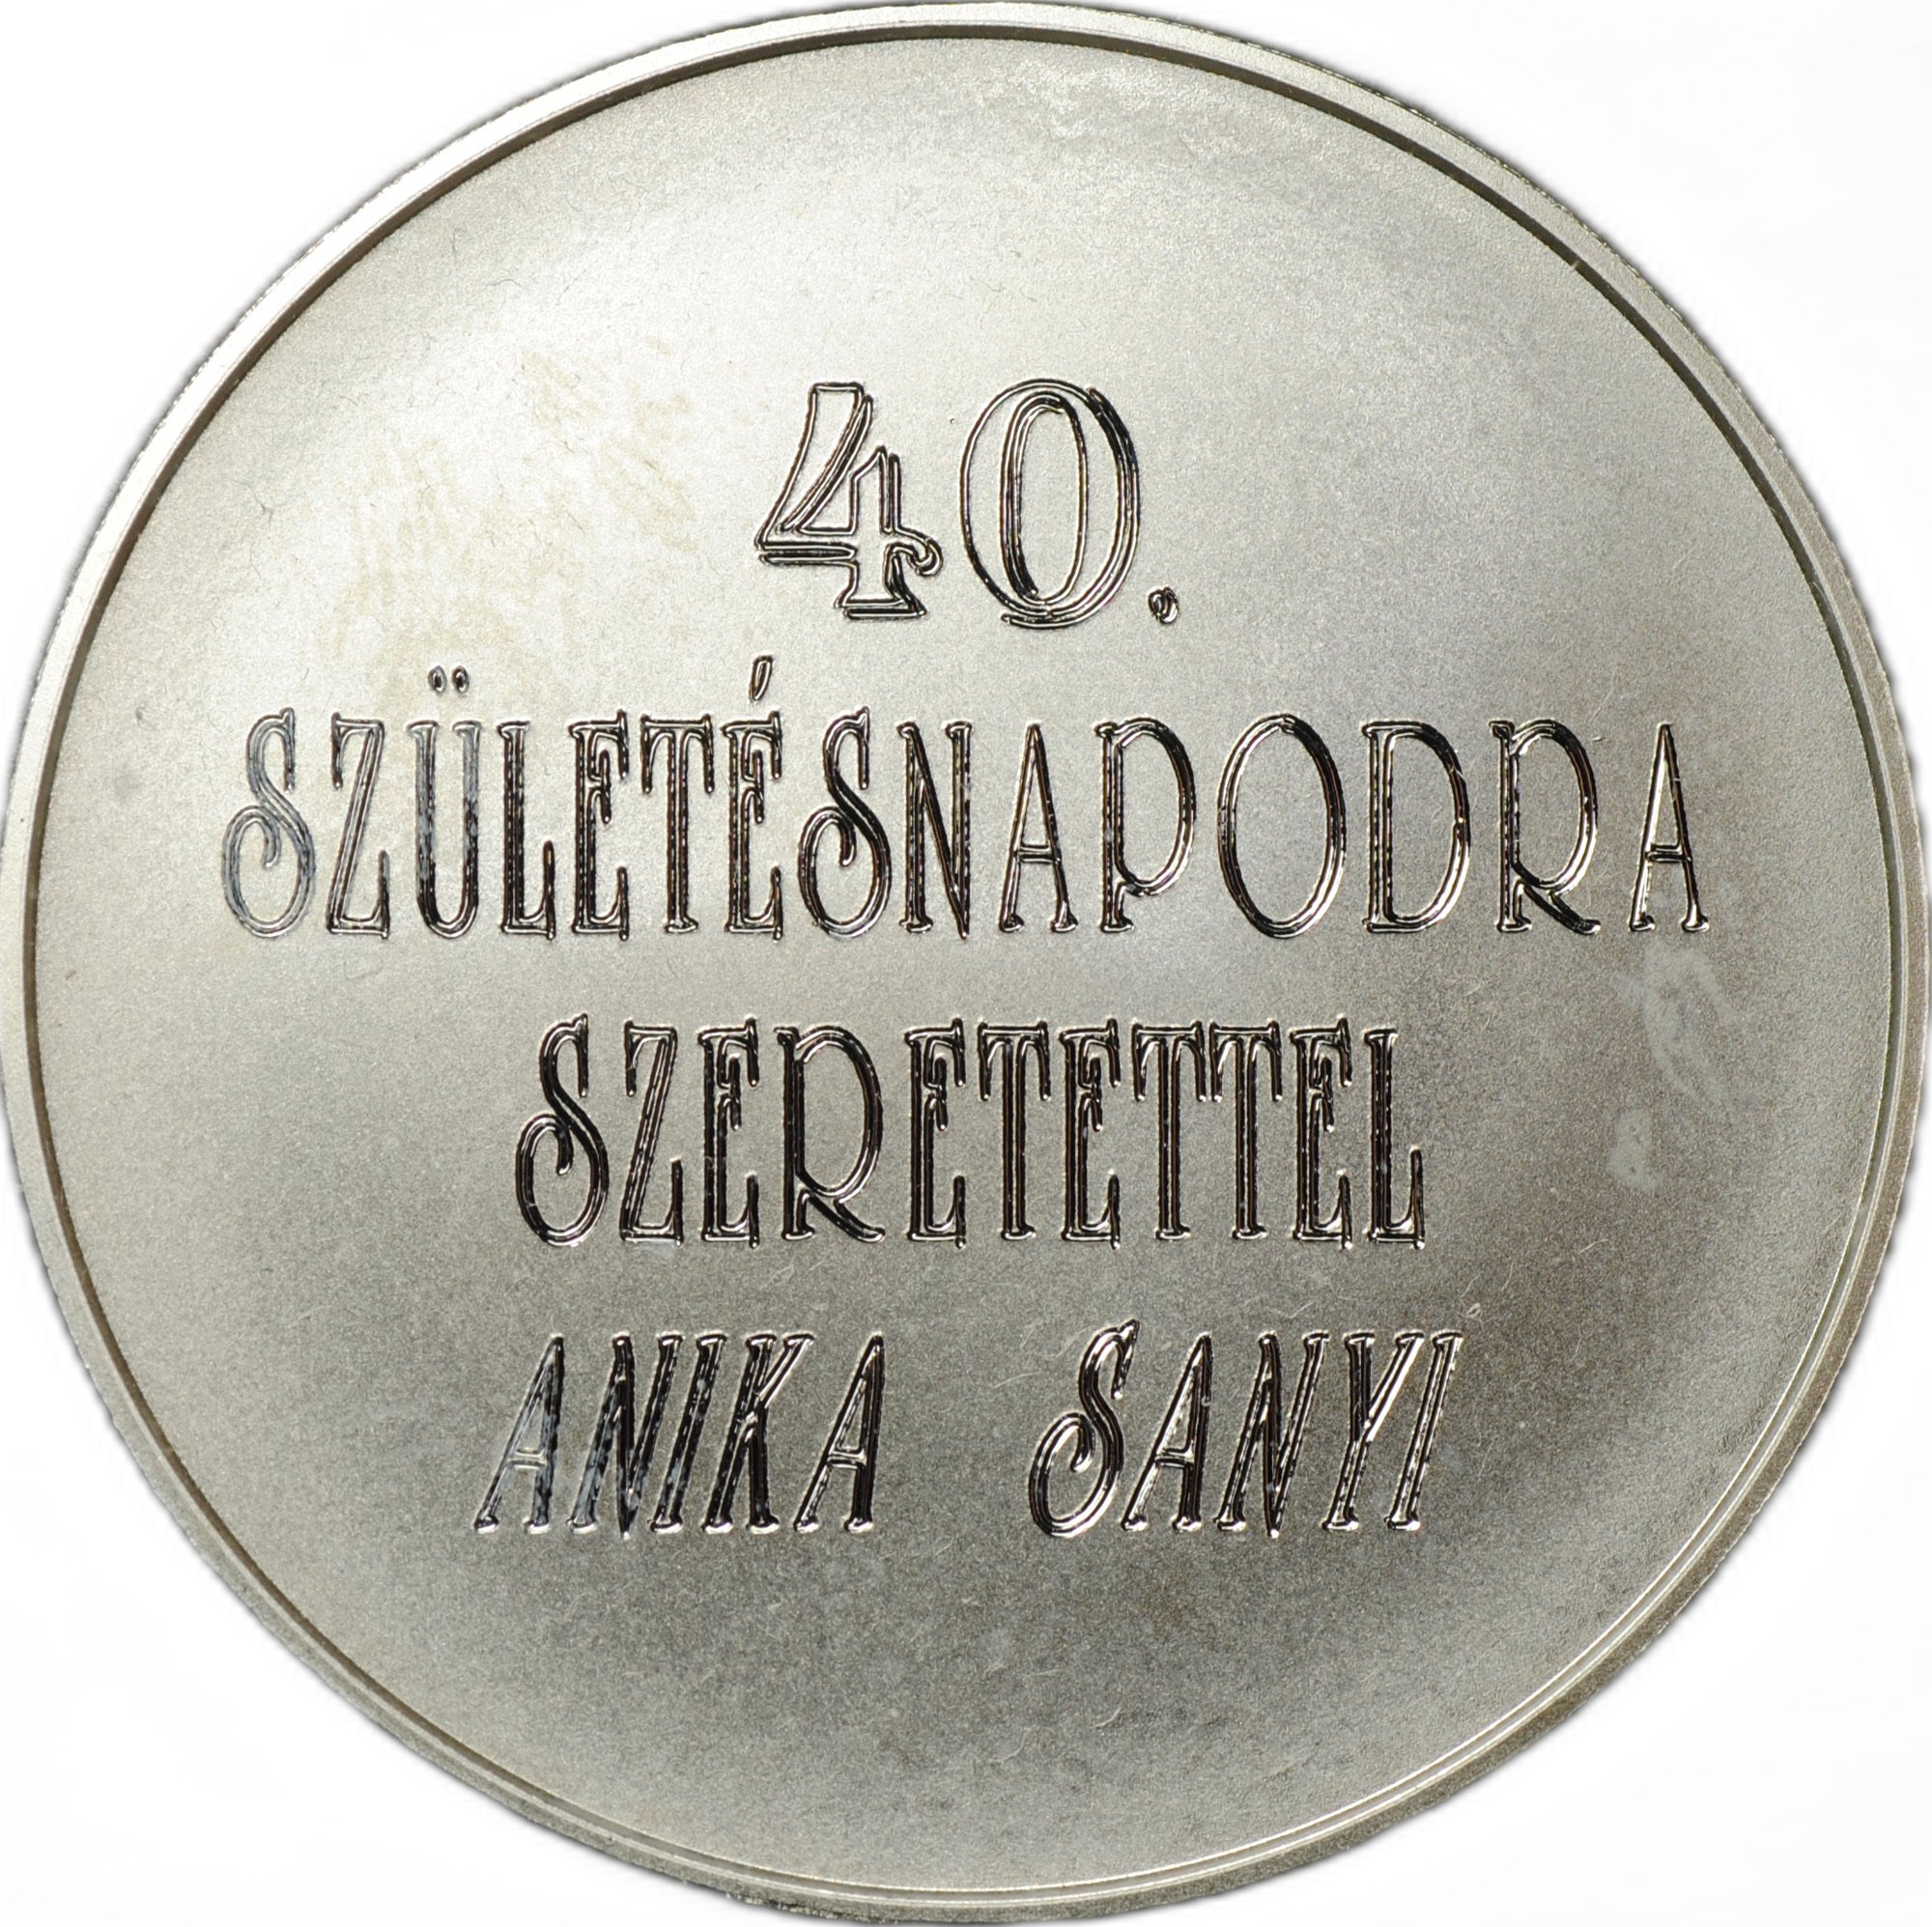 40.
SZÜLETÉSNAPODRA
SZERETETTEL
ANIKA SANYI